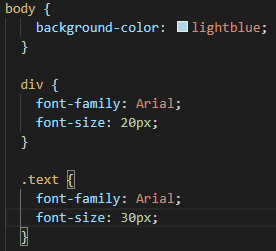 body {
background-color: lightblue;
}
div {
font-family: Arial;
font-size: 20px;
}
.text {
font-family: Arial;
font-size: 30px;
}